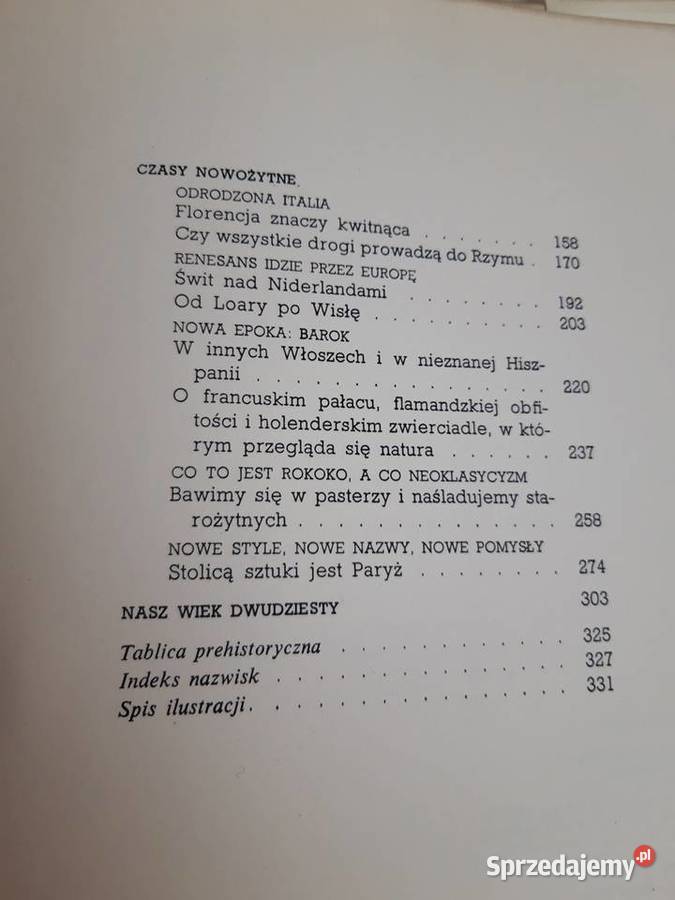 CZASY NOWOŻYTNE
ODRODZONA ITALIA
Florencja znaczy kwitnąca . . . . . . . 158
Czy wszystkie drogi prowadzą do Rzymu . 170
RENESANS IDZIE PRZEZ EUROPĘ
Świt nad Niderlandami . . . . . . . . 192
Od Loary po Wisłę . . . . . . . . . . 203
NOWA EPOKA: BAROK
W innych Włoszech i w nieznanej Hisz-
panii . . . . . . . . . . . . . . . . 220
O francuskim pałacu, flamandzkiej obfi-
tości i holenderskim zwierciadle, w któ-
rym przegląda się natura . . . . . . 237
CO TO JEST ROKOKO, A CO NEOKLASYCYZM
Bawimy się w pasterzy i naśladujemy sta-
rożytnych . . . . . . . . . . . . . . 258
NOWE STYLE, NOWE NAZWY, NOWE POMYSŁY
Stolicą sztuki jest Paryż . . . . . . . . 274
NASZ WIEK DWUDZIESTY 303
Tablica prehistoryczna . . . . . . . . . . . 325
Indeks nazwisk . . . . . . . . . . . . . . 327
Spis ilustracji . . . . . . . . . . . . . . 331
Sprzedajemy.pl